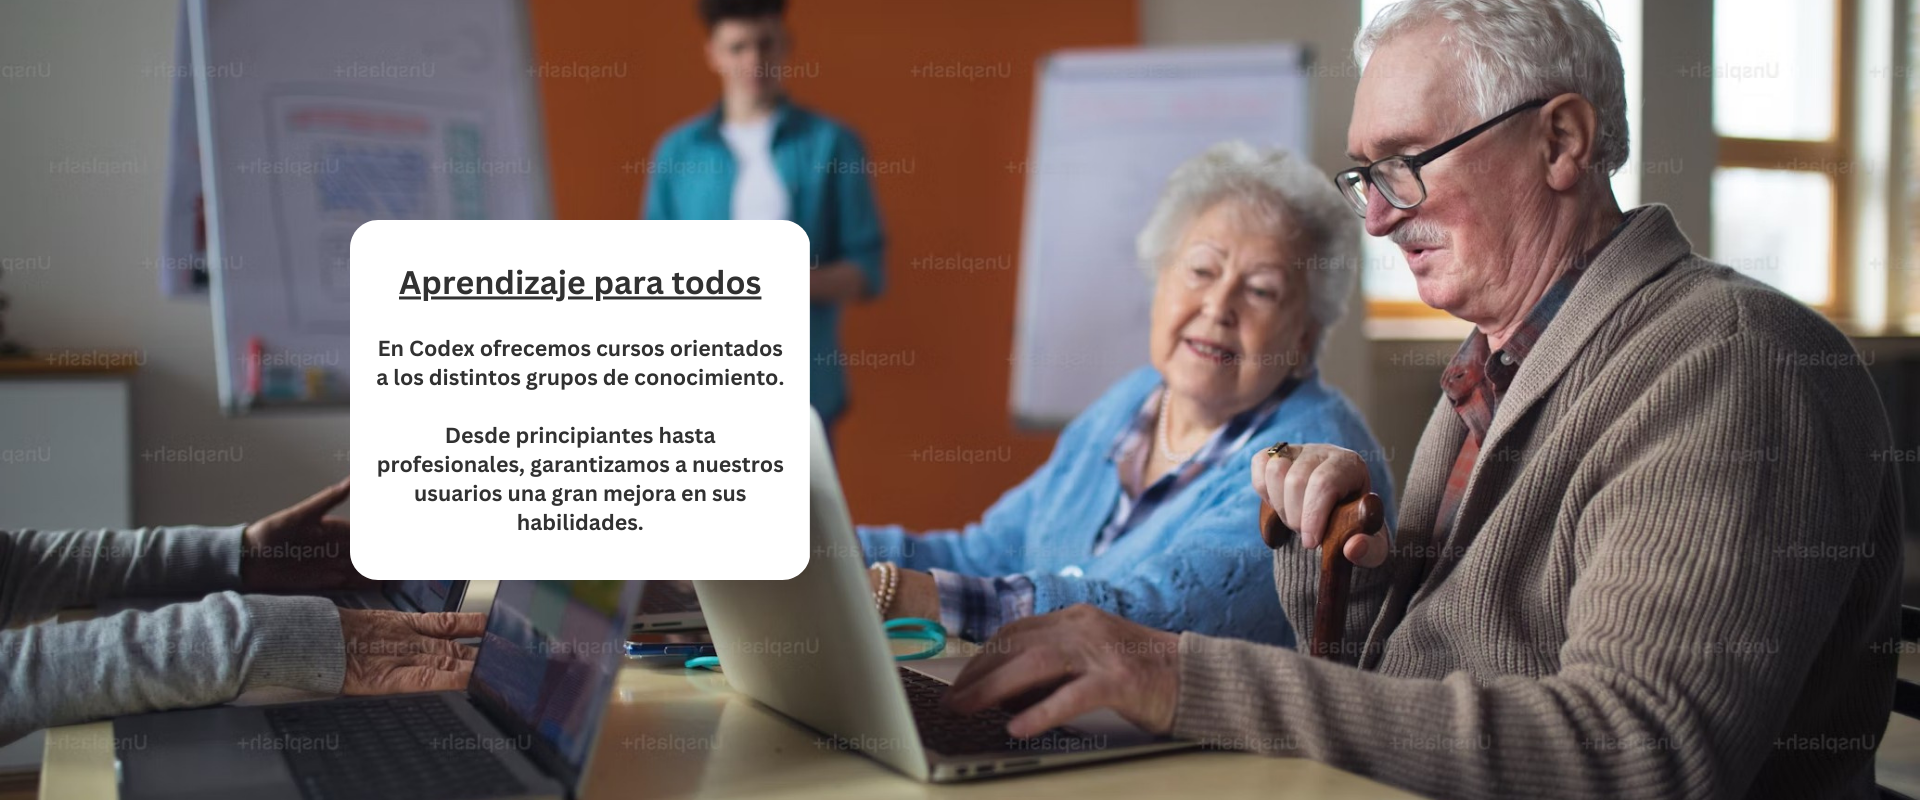 Aprendizaje para todos
En Codex ofrecemos cursos orientados
a los distintos grupos de conocimiento.
Desde principiantes hasta
profesionales, garantizamos a nuestros
usuarios una gran mejora en sus
habilidades.